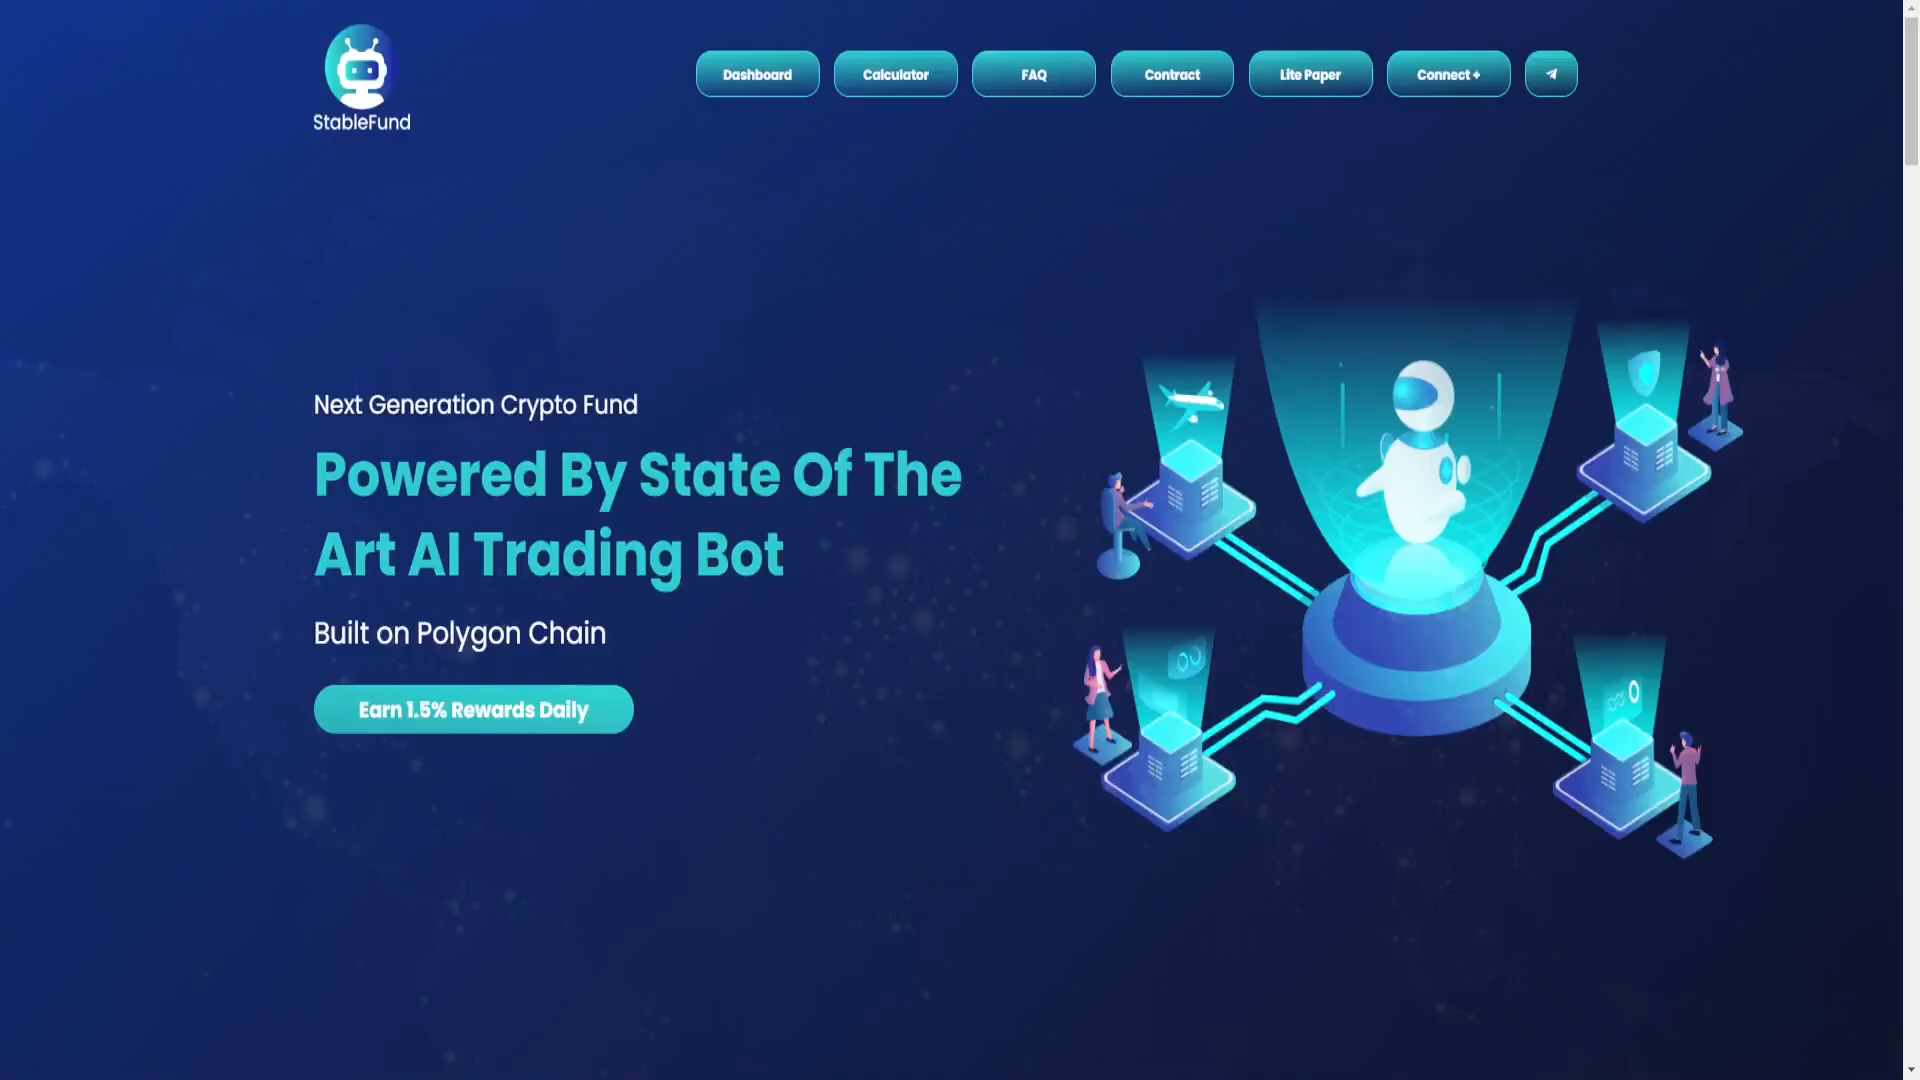 StableFund
Dashboard
Calculator
FAQ
Contract
Lite Paper
Connect +
Next Generation Crypto Fund
Powered By State Of The
Art AI Trading Bot
Built on Polygon Chain
Earn 1.5% Rewards Daily